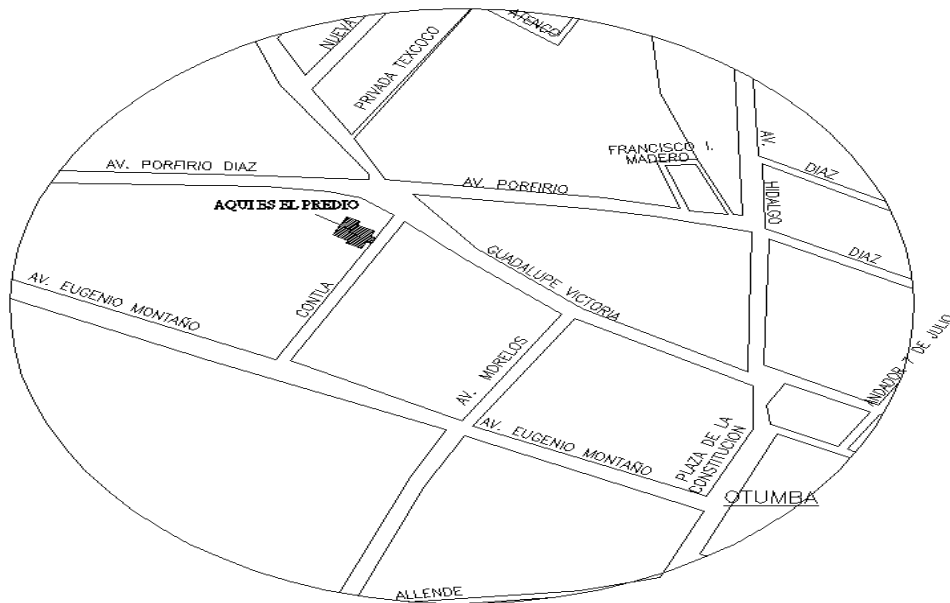 NUEVA
PRIVADA TEXCOCO
ATENCO
AV. PORFIRIO DIAZ
AQUI ES EL PREDIO
AV. PORFIRIO
FRANCISCO I.
MADERO
AV.
HIDALGO
DIAZ
DIAZ
AV. EUGENIO MONTAÑO
CONTLA
GUADALUPE VICTORIA
AV. MORELOS
AV. EUGENIO MONTAÑO
PLAZA DE LA
CONSTITUCION
ANDADOR 7 DE JULIO
OTUMBA
ALLENDE